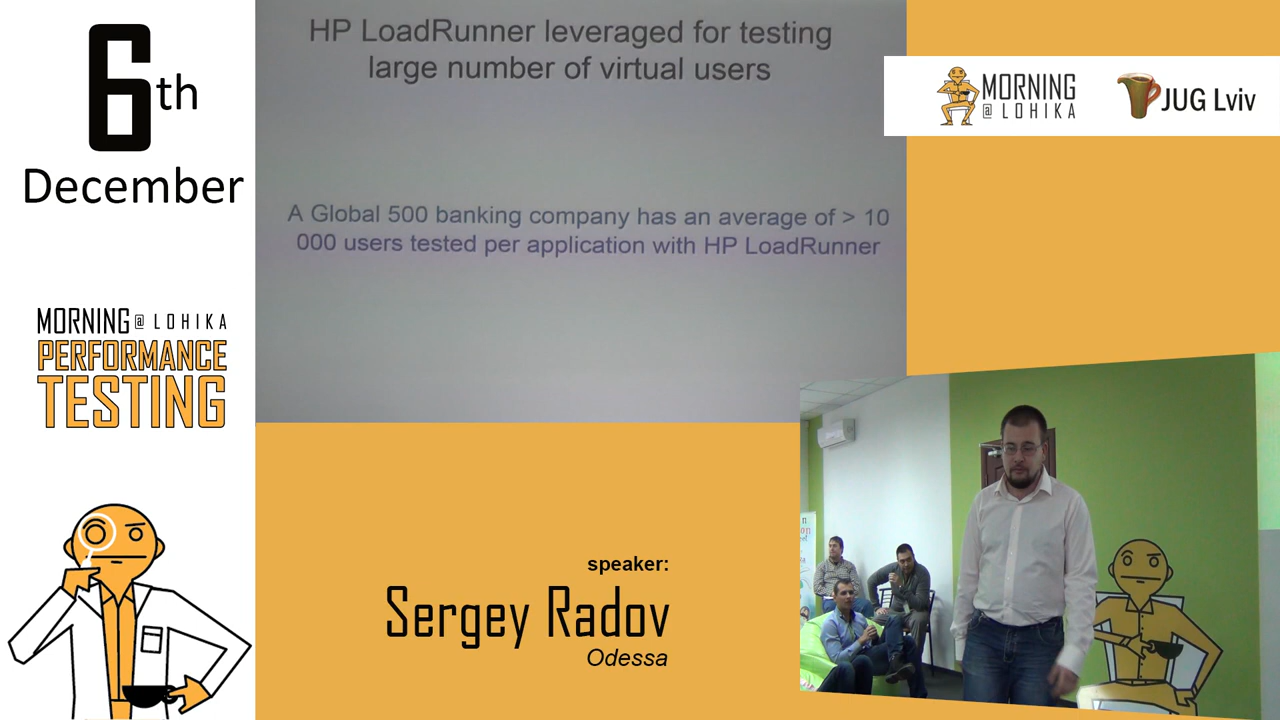 6th
December
MORNING @ LOHIKA
PERFORMANCE
TESTING
HP LoadRunner leveraged for testing
large number of virtual users
A Global 500 banking company has an average of > 10
000 users tested per application with HP LoadRunner
MORNING
@ LOHIKA
JUG Lviv
speaker:
Sergey Radov
Odessa